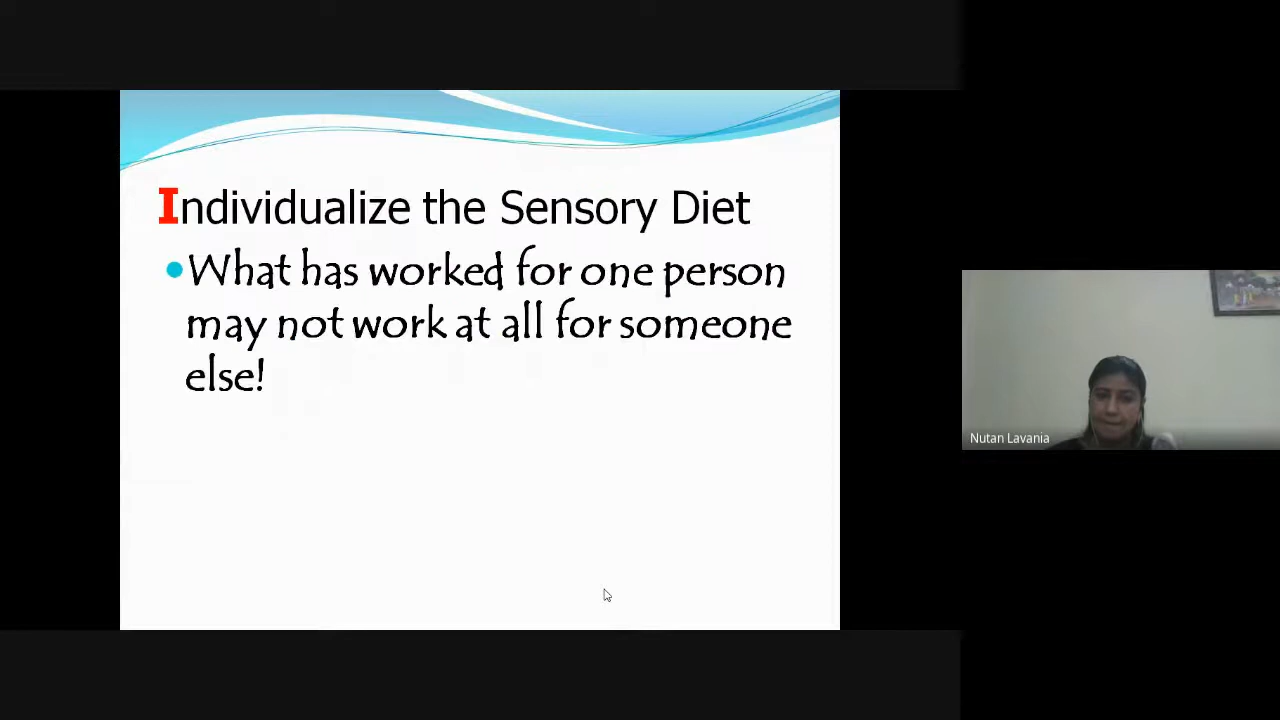 Individualize the Sensory Diet
•What has worked for one person
may not work at all for someone
else!
Nutan Lavania